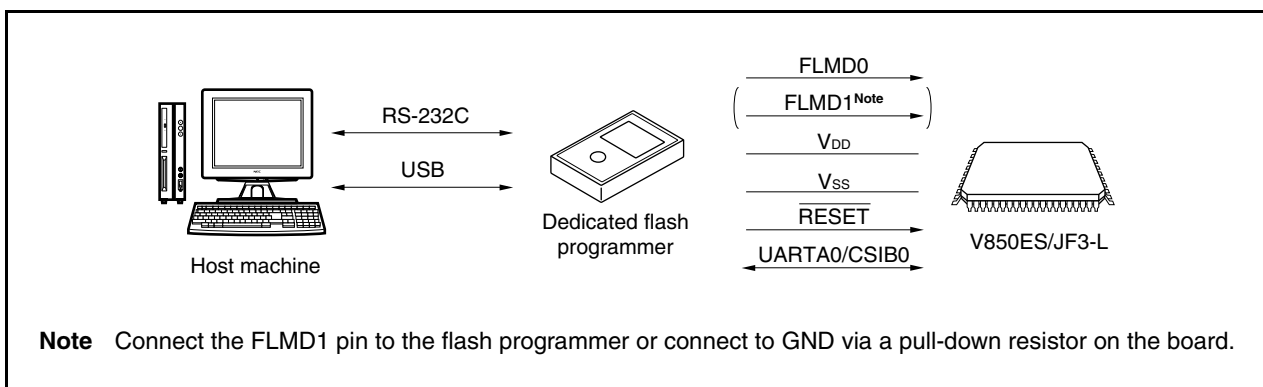 FLMD0
FLMD1Note
RS-232C
VDD
USB
VSS
RESET
UARTA0/CSIB0
Host machine
Dedicated flash
programmer
V850ES/JF3-L
Note Connect the FLMD1 pin to the flash programmer or connect to GND via a pull-down resistor on the board.